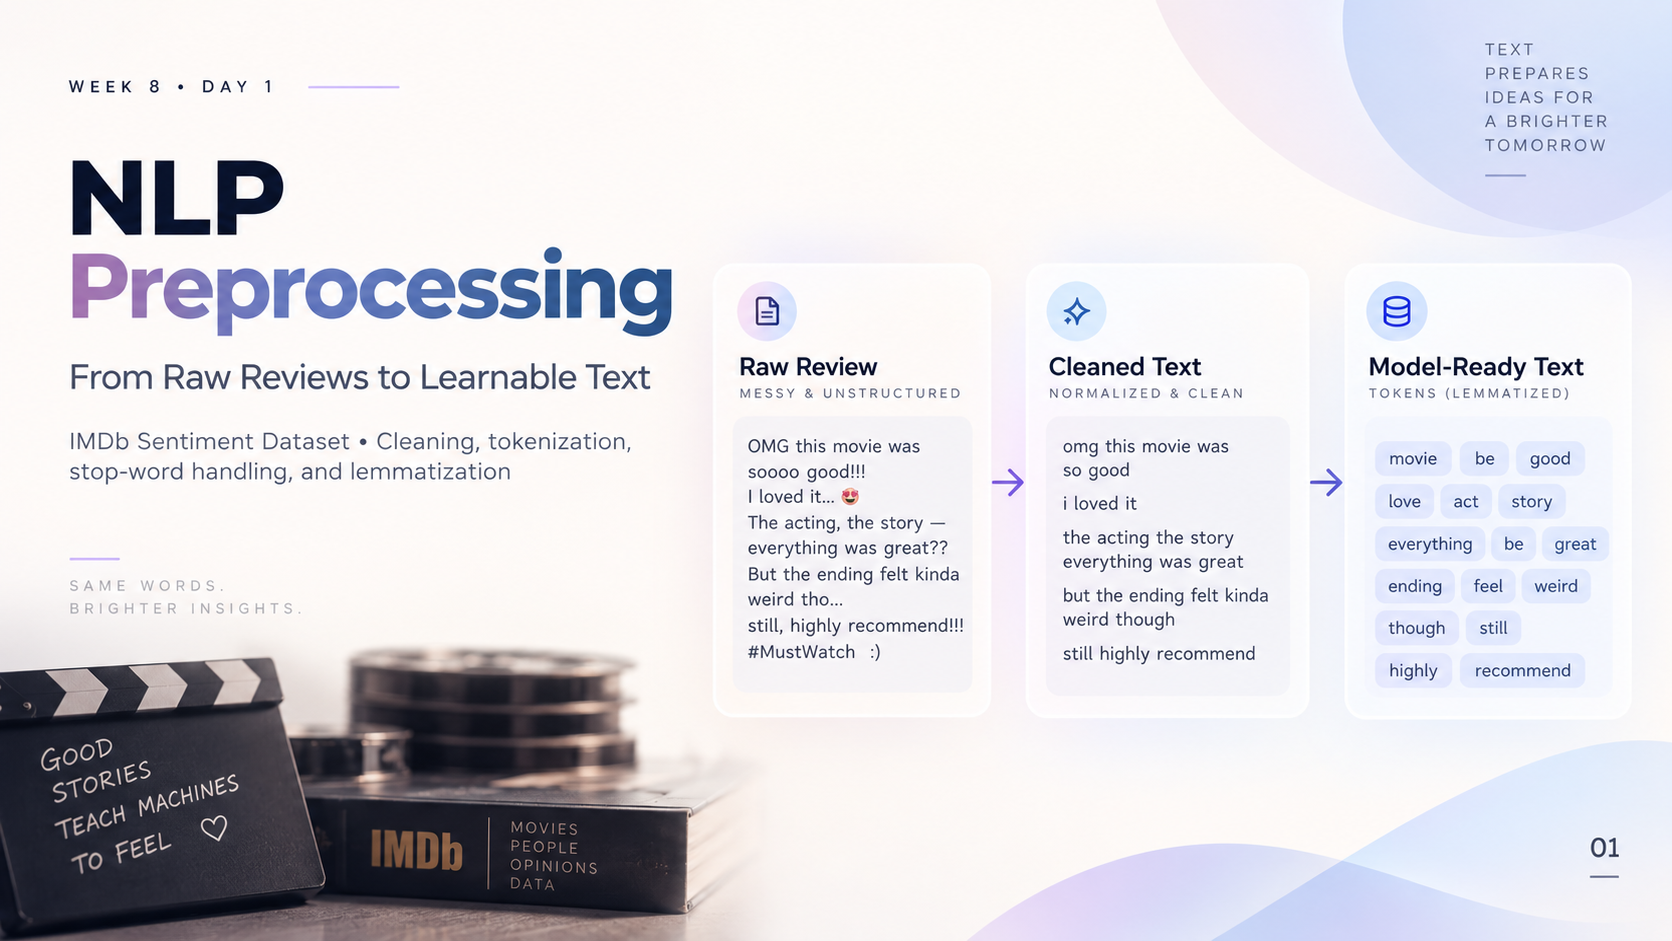 WEEK 8 • DAY 1
TEXT
PREPARES
IDEAS FOR
A BRIGHTER
TOMORROW
NLP
Preprocessing
From Raw Reviews to Learnable Text
IMDb Sentiment Dataset • Cleaning, tokenization,
stop-word handling, and lemmatization
SAME WORDS.
BRIGHTER INSIGHTS.
Raw Review
MESSY & UNSTRUCTURED
OMG this movie was
soooo good!!!
I loved it... 😍
The acting, the story —
everything was great??
But the ending felt kinda
weird tho...
still, highly recommend!!!
#MustWatch :)
Cleaned Text
NORMALIZED & CLEAN
omg this movie was
so good
i loved it
the acting the story
everything was great
but the ending felt kinda
weird though
still highly recommend
Model-Ready Text
TOKENS (LEMMATIZED)
movie be good
love act story
everything be great
ending feel weird
though still
highly recommend
GOOD
STORIES
TEACH MACHINES
TO FEEL ♡
IMDb
MOVIES
PEOPLE
OPINIONS
DATA
01